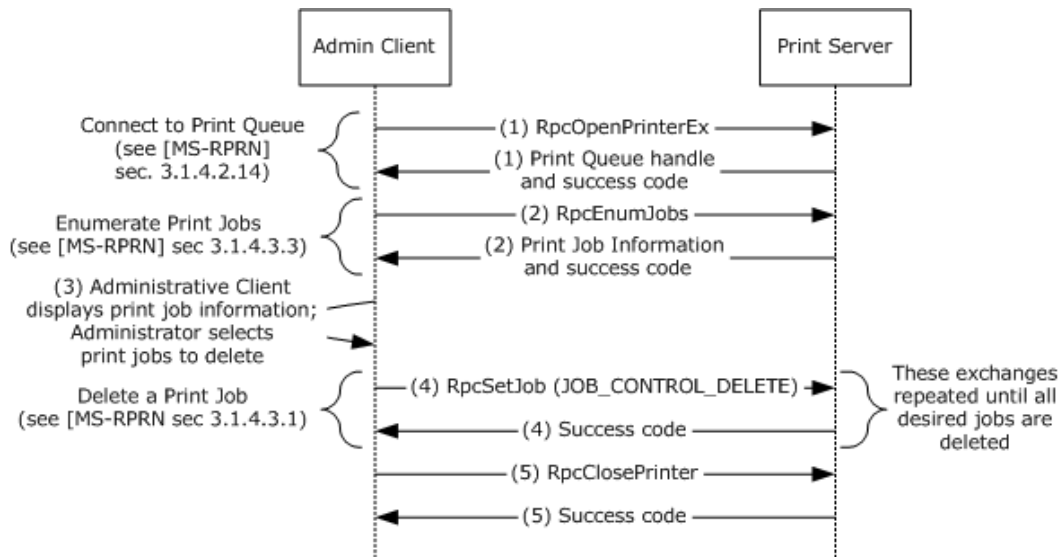 Admin Client
Print Server
Connect to Print Queue
(see [MS-RPRN]
sec. 3.1.4.2.14)
(1) RpcOpenPrinterEx
(1) Print Queue handle
and success code
Enumerate Print Jobs
(see [MS-RPRN] sec 3.1.4.3.3)
(2) RpcEnumJobs
(2) Print Job Information
and success code
(3) Administrative Client
displays print job information;
Administrator selects
print jobs to delete
Delete a Print Job
(see [MS-RPRN sec 3.1.4.3.1)
(4) RpcSetJob (JOB_CONTROL_DELETE)
(4) Success code
These exchanges
repeated until all
desired jobs are
deleted
(5) RpcClosePrinter
(5) Success code